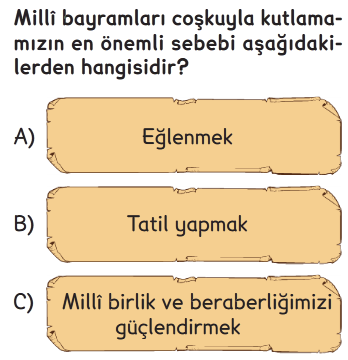 Millî bayramları coşkuyla kutlama-
mızın en önemli sebebi aşağıdaki-
lerden hangisidir?
A) Eğlenmek
B) Tatil yapmak
C) Millî birlik ve beraberliğimizi
güçlendirmek